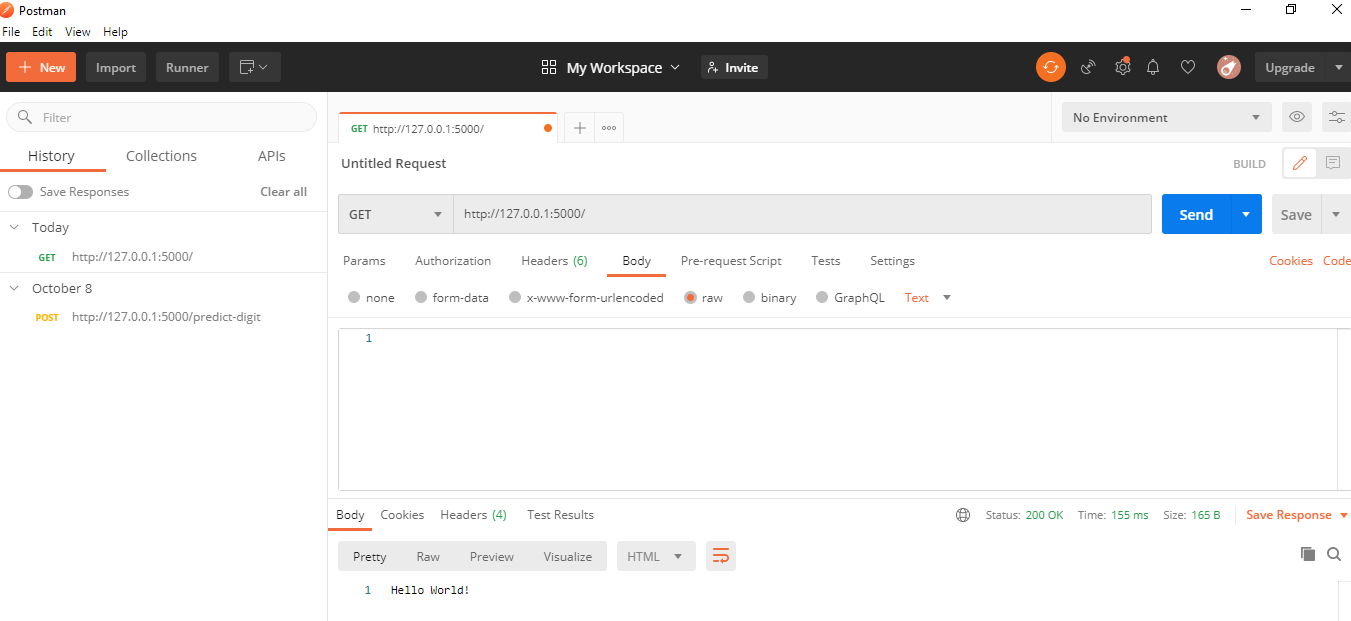 Postman
File Edit View Help
New Import Runner My Workspace Invite Upgrade
Filter
History Collections APIs
Save Responses Clear all
Today
GET http://127.0.0.1:5000/
October 8
POST http://127.0.0.1:5000/predict-digit
GET http://127.0.0.1:5000/ No Environment
Untitled Request BUILD
GET http://127.0.0.1:5000/ Send Save
Params Authorization Headers (6) Body Pre-request Script Tests Settings Cookies Code
none form-data x-www-form-urlencoded raw binary GraphQL Text
1
Body Cookies Headers (4) Test Results Status: 200 OK Time: 155 ms Size: 165 B Save Response
Pretty Raw Preview Visualize HTML
1 Hello World!